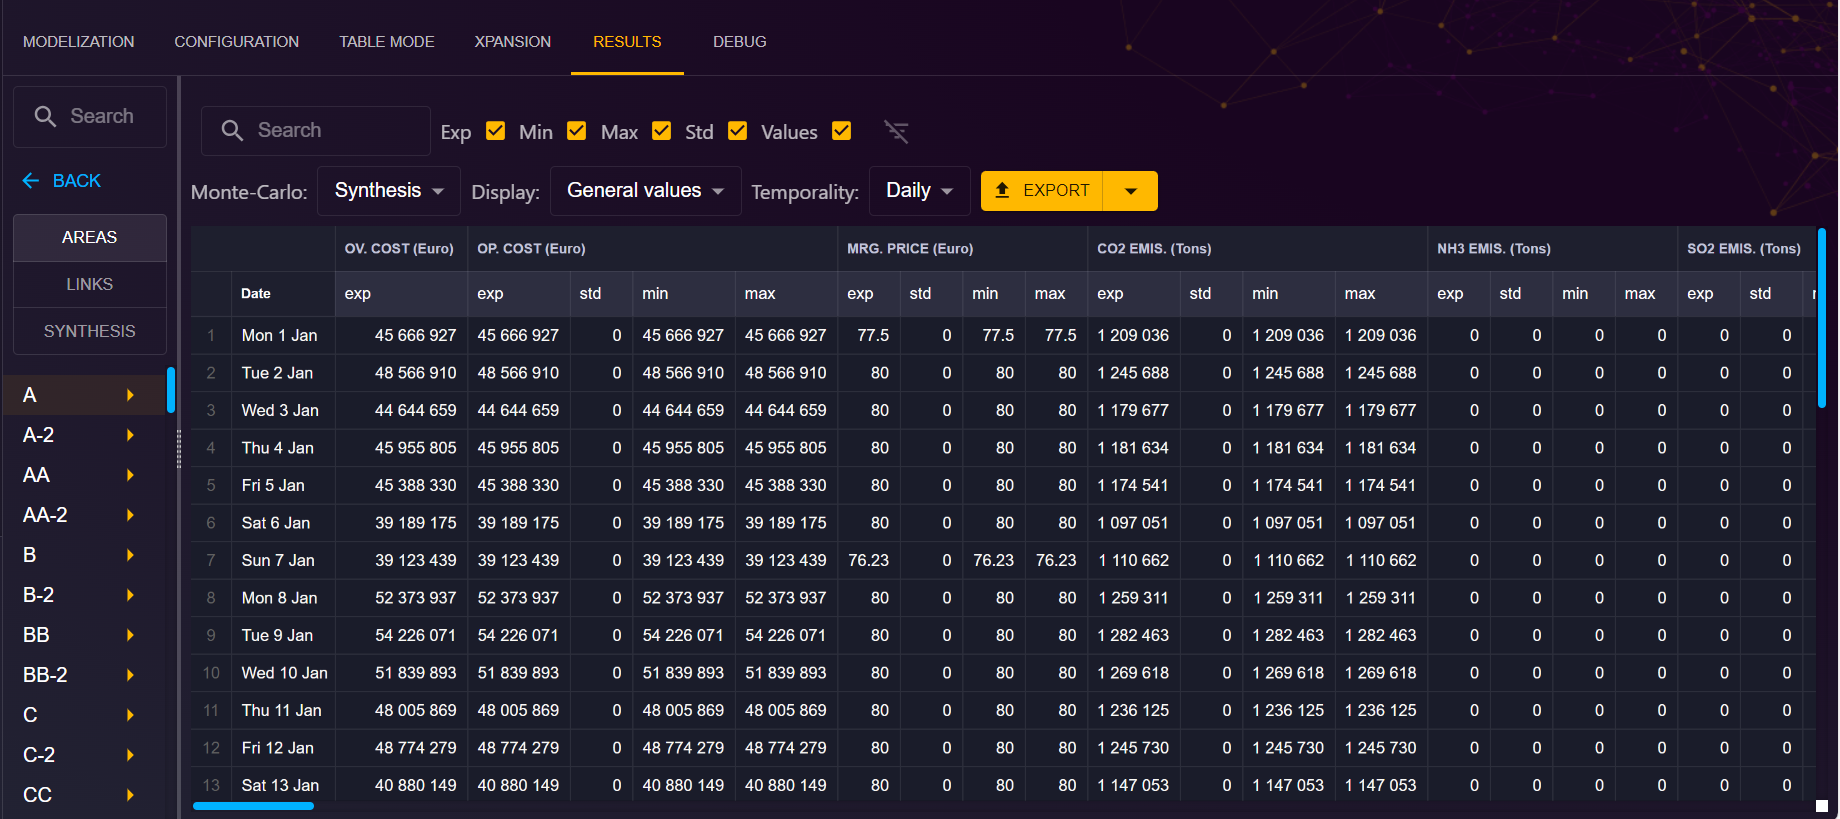 MODELIZATION CONFIGURATION TABLE MODE XPANSION RESULTS DEBUG
Search
BACK
AREAS
LINKS
SYNTHESIS
A
A-2
AA
AA-2
B
B-2
BB
BB-2
C
C-2
CC
Search Exp Min Max Std Values
Monte-Carlo: Synthesis Display: General values Temporality: Daily EXPORT
OV. COST (Euro) OP. COST (Euro) MRG. PRICE (Euro) CO2 EMIS. (Tons) NH3 EMIS. (Tons) SO2 EMIS. (Tons)
Date exp exp std min max exp std min max exp std min max exp std min max exp std
1 Mon 1 Jan 45 666 927 45 666 927 0 45 666 927 45 666 927 77.5 0 77.5 77.5 1 209 036 0 1 209 036 1 209 036 0 0 0 0 0 0
2 Tue 2 Jan 48 566 910 48 566 910 0 48 566 910 48 566 910 80 0 80 80 1 245 688 0 1 245 688 1 245 688 0 0 0 0 0 0
3 Wed 3 Jan 44 644 659 44 644 659 0 44 644 659 44 644 659 80 0 80 80 1 179 677 0 1 179 677 1 179 677 0 0 0 0 0 0
4 Thu 4 Jan 45 955 805 45 955 805 0 45 955 805 45 955 805 80 0 80 80 1 181 634 0 1 181 634 1 181 634 0 0 0 0 0 0
5 Fri 5 Jan 45 388 330 45 388 330 0 45 388 330 45 388 330 80 0 80 80 1 174 541 0 1 174 541 1 174 541 0 0 0 0 0 0
6 Sat 6 Jan 39 189 175 39 189 175 0 39 189 175 39 189 175 80 0 80 80 1 097 051 0 1 097 051 1 097 051 0 0 0 0 0 0
7 Sun 7 Jan 39 123 439 39 123 439 0 39 123 439 39 123 439 76.23 0 76.23 76.23 1 110 662 0 1 110 662 1 110 662 0 0 0 0 0 0
8 Mon 8 Jan 52 373 937 52 373 937 0 52 373 937 52 373 937 80 0 80 80 1 259 311 0 1 259 311 1 259 311 0 0 0 0 0 0
9 Tue 9 Jan 54 226 071 54 226 071 0 54 226 071 54 226 071 80 0 80 80 1 282 463 0 1 282 463 1 282 463 0 0 0 0 0 0
10 Wed 10 Jan 51 839 893 51 839 893 0 51 839 893 51 839 893 80 0 80 80 1 269 618 0 1 269 618 1 269 618 0 0 0 0 0 0
11 Thu 11 Jan 48 005 869 48 005 869 0 48 005 869 48 005 869 80 0 80 80 1 236 125 0 1 236 125 1 236 125 0 0 0 0 0 0
12 Fri 12 Jan 48 774 279 48 774 279 0 48 774 279 48 774 279 80 0 80 80 1 245 730 0 1 245 730 1 245 730 0 0 0 0 0 0
13 Sat 13 Jan 40 880 149 40 880 149 0 40 880 149 40 880 149 80 0 80 80 1 147 053 0 1 147 053 1 147 053 0 0 0 0 0 0